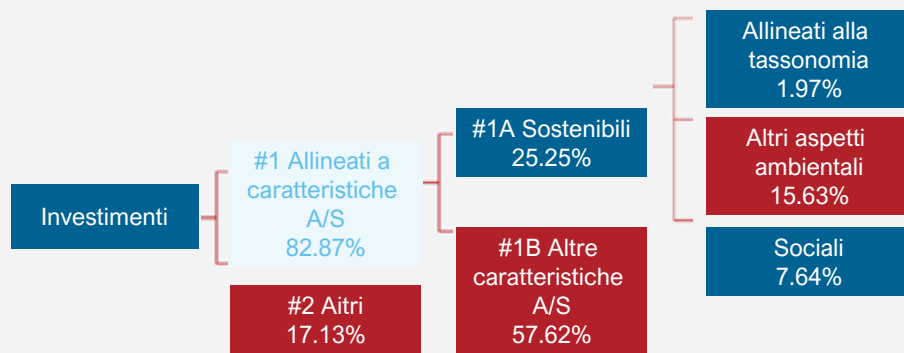 Investimenti
#1 Allineati a
caratteristiche
A/S
82.87%
#2 Aitri
17.13%
#1A Sostenibili
25.25%
#1B Altre
caratteristiche
A/S
57.62%
Allineati alla
tassonomia
1.97%
Altri aspetti
ambientali
15.63%
Sociali
7.64%